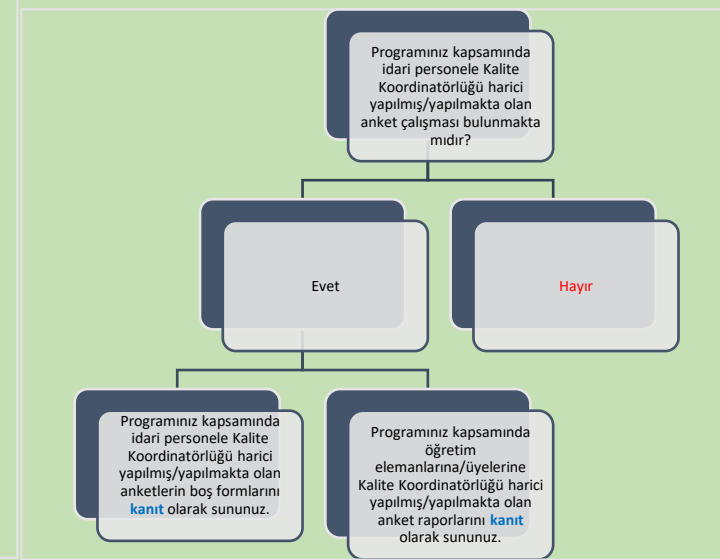 Programınız kapsamında
idari personele Kalite
Koordinatörlüğü harici
yapılmış/yapılmakta olan
anket çalışması bulunmakta
mıdır?
Evet
Hayır
Programınız kapsamında
idari personele Kalite
Koordinatörlüğü harici
yapılmış/yapılmakta olan
anketlerin boş formlarını
kanıt olarak sununuz.
Programınız kapsamında
öğretim
elemanlarına/üyelerine
Kalite Koordinatörlüğü harici
yapılmış/yapılmakta olan
anket raporlarını kanıt
olarak sununuz.